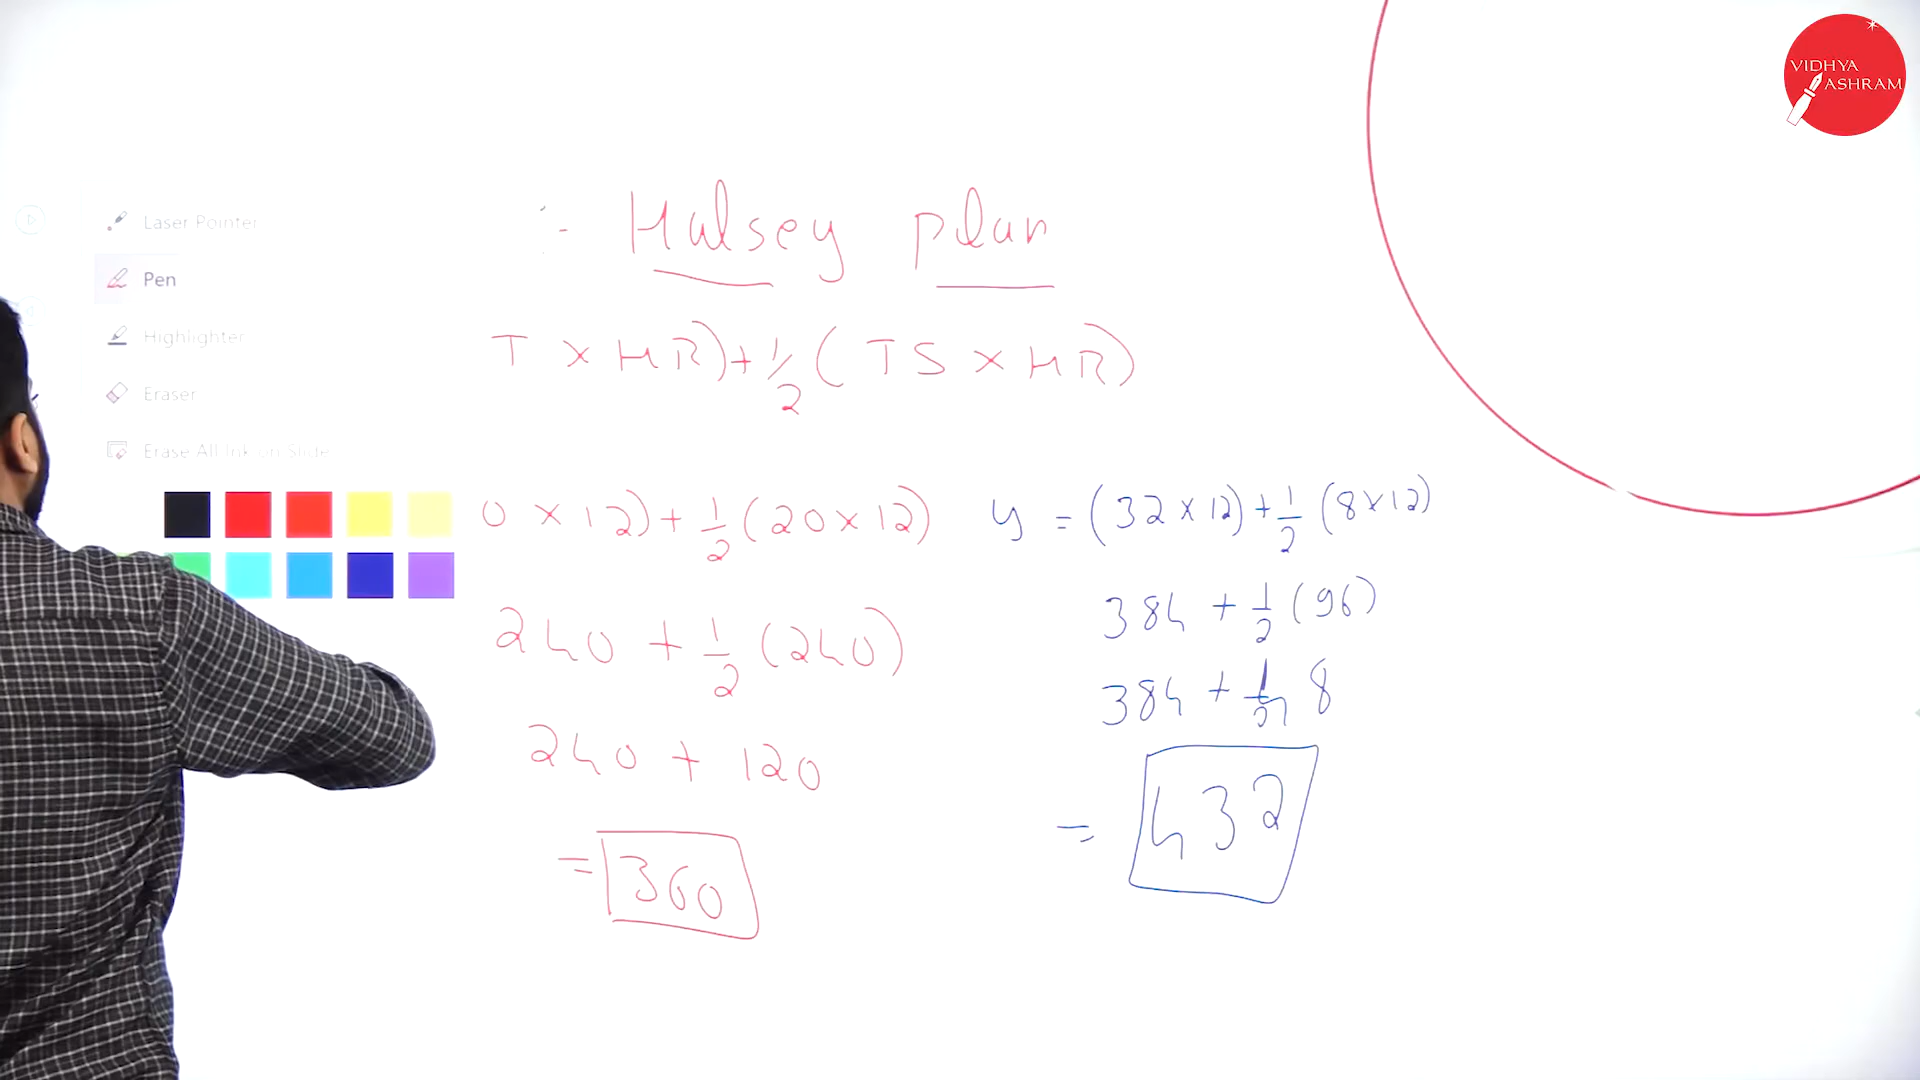 VIDHYA
ASHRAM
:- Halsey plan
T x HR) + 1/2 ( TS x HR)
Laser Pointer
Pen
Highlighter
Eraser
Erase All Ink on Slide
0 x 12) + 1/2 (20 x 12)
240 + 1/2 (240)
240 + 120
= 360
y = (32 x 12) + 1/2 (8 x 12)
384 + 1/2 (96)
384 + 48
= 432